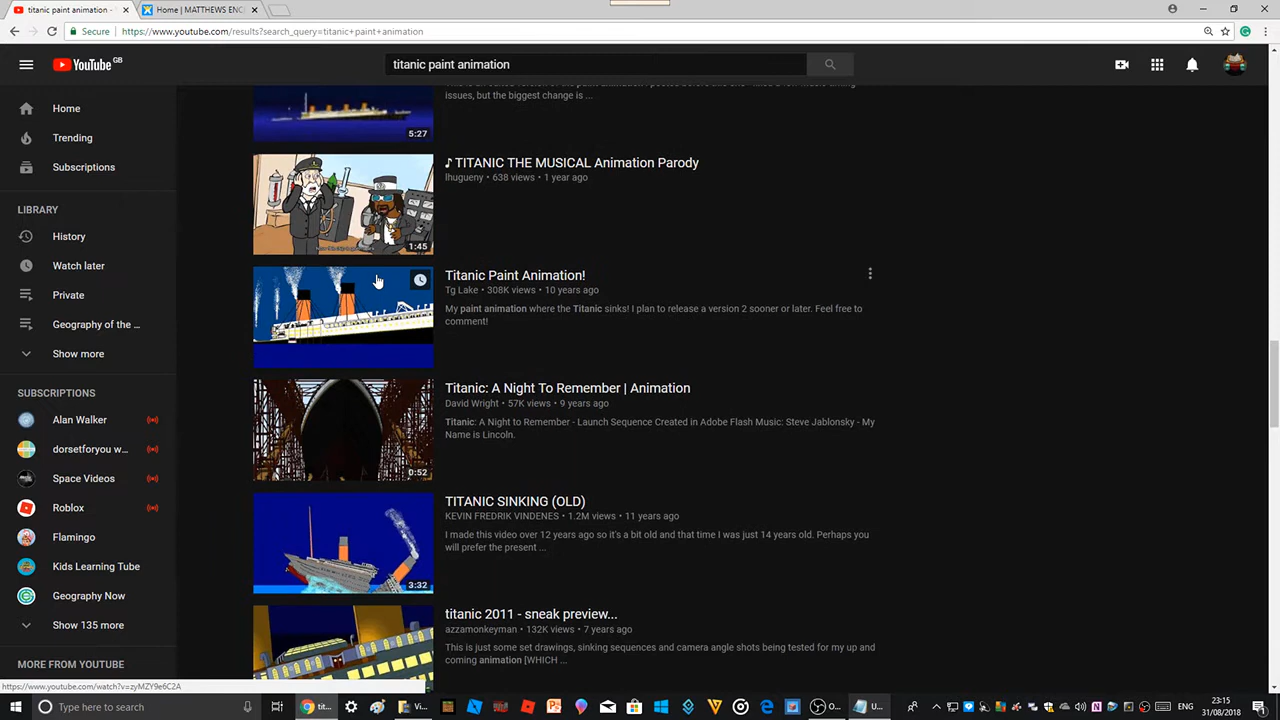 titanic paint animation -
Home | MATTHEWS ENC
Secure
https://www.youtube.com/results?search_query=titanic+paint+animation
YouTube GB
titanic paint animation
Home
Trending
Subscriptions
LIBRARY
History
Watch later
Private
Geography of the ...
Show more
SUBSCRIPTIONS
Alan Walker
dorsetforyou w...
Space Videos
Roblox
Flamingo
Kids Learning Tube
Geography Now
Show 135 more
MORE FROM YOUTUBE
issues, but the biggest change is ...
5:27
♪ TITANIC THE MUSICAL Animation Parody
lhugueny • 638 views • 1 year ago
1:45
Titanic Paint Animation!
Tg Lake • 308K views • 10 years ago
My paint animation where the Titanic sinks! I plan to release a version 2 sooner or later. Feel free to
comment!
Titanic: A Night To Remember | Animation
David Wright • 57K views • 9 years ago
Titanic: A Night to Remember - Launch Sequence Created in Adobe Flash Music: Steve Jablonsky - My
Name is Lincoln.
0:52
TITANIC SINKING (OLD)
KEVIN FREDRIK VINDENES • 1.2M views • 11 years ago
I made this video over 12 years ago so it's a bit old and that time I was just 14 years old. Perhaps you
will prefer the present ...
3:32
titanic 2011 - sneak preview...
azzamonkeyman • 132K views • 7 years ago
This is just some set drawings, sinking sequences and camera angle shots being tested for my up and
coming animation [WHICH ...
https://www.youtube.com/watch?v=zyMZY9e6C2A
Type here to search
tit...
Vi...
O...
U...
ENG
23:15
31/08/2018